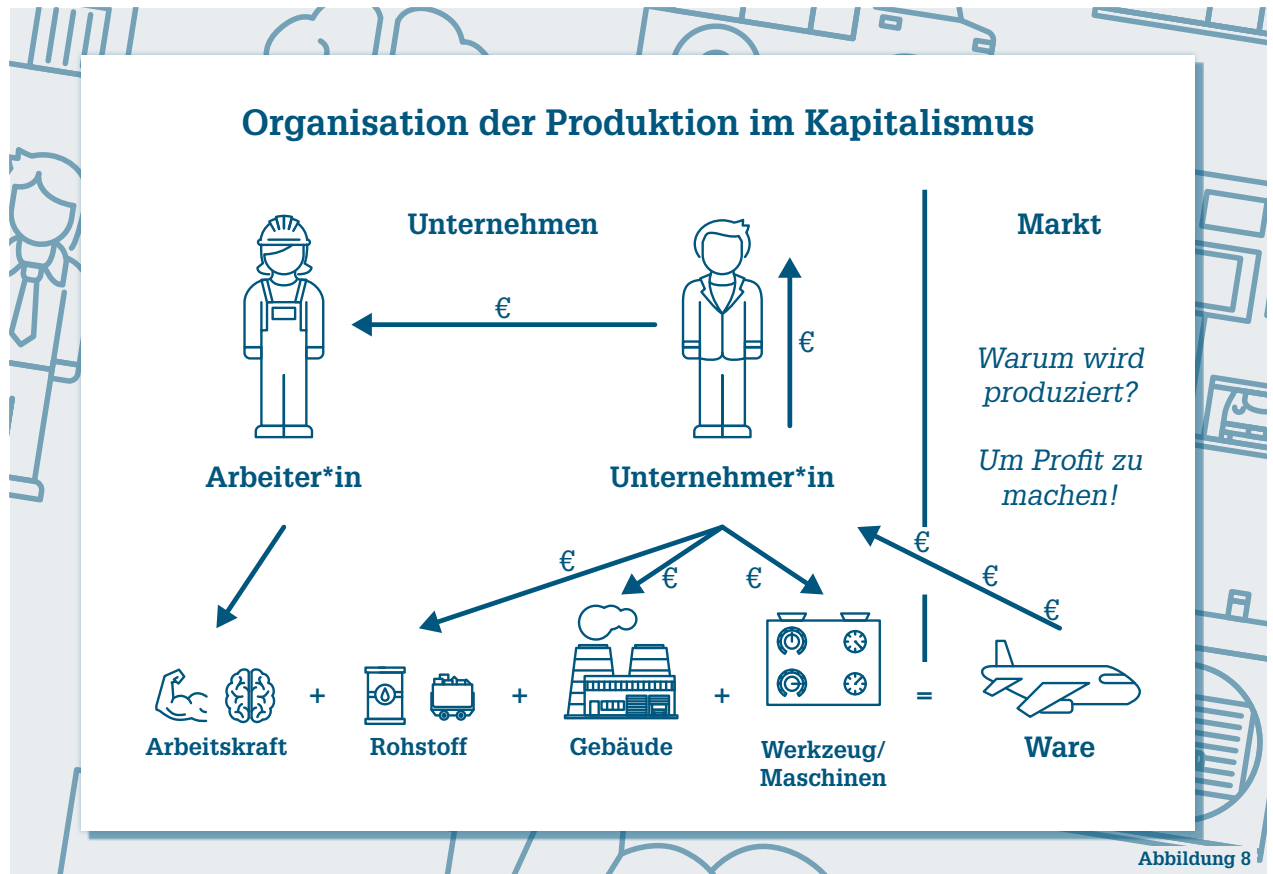 Organisation der Produktion im Kapitalismus
Unternehmen
Markt
€
€
Warum wird
produziert?
Um Profit zu
machen!
Arbeiter*in
Unternehmer*in
€
€
€
€
€
€
+
+
+
=
Arbeitskraft
Rohstoff
Gebäude
Werkzeug/
Maschinen
Ware
Abbildung 8